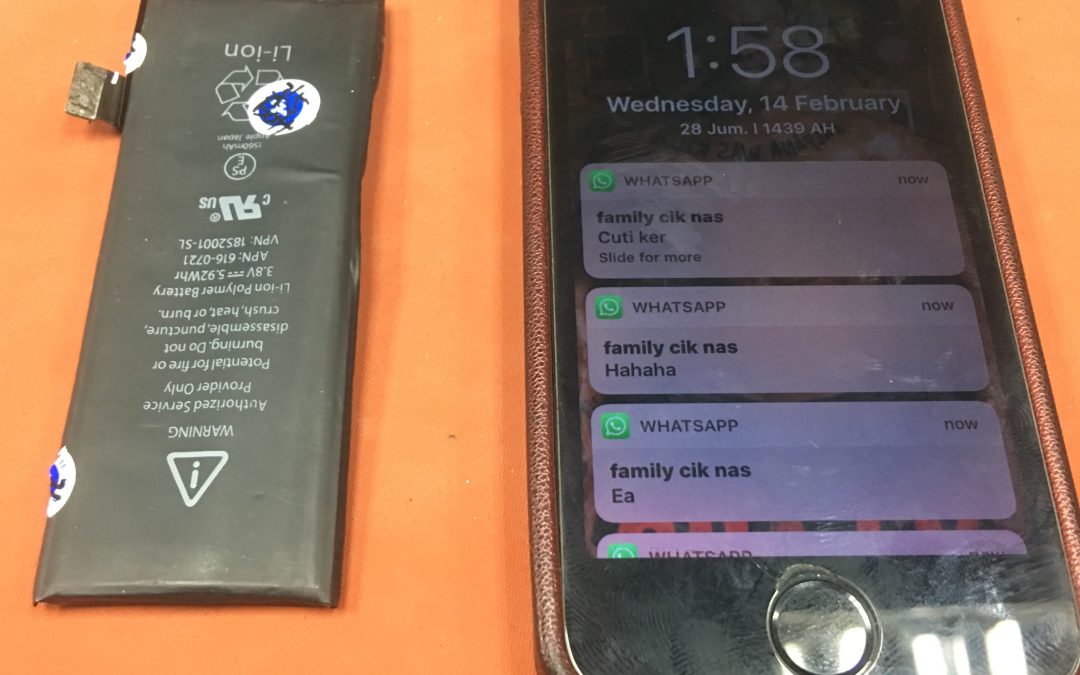 Li-ion
Apple Japan
1560mAh
PS
E
c
US
®
VPN: 1852001-SL
APN: 616-0721
3.8V 5.92Whr
Li-ion Polymer Battery
crush, heat or burn.
disassemble, puncture,
burning. Do not
Potential for fire or
Provider Only
Authorized Service
WARNING
i
1:58
Wednesday, 14 February
28 Jum. I 1439 AH
WHATSAPP now
family cik nas
Cuti ker
Slide for more
WHATSAPP now
family cik nas
Hahaha
WHATSAPP now
family cik nas
Ea
WHATSAPP now